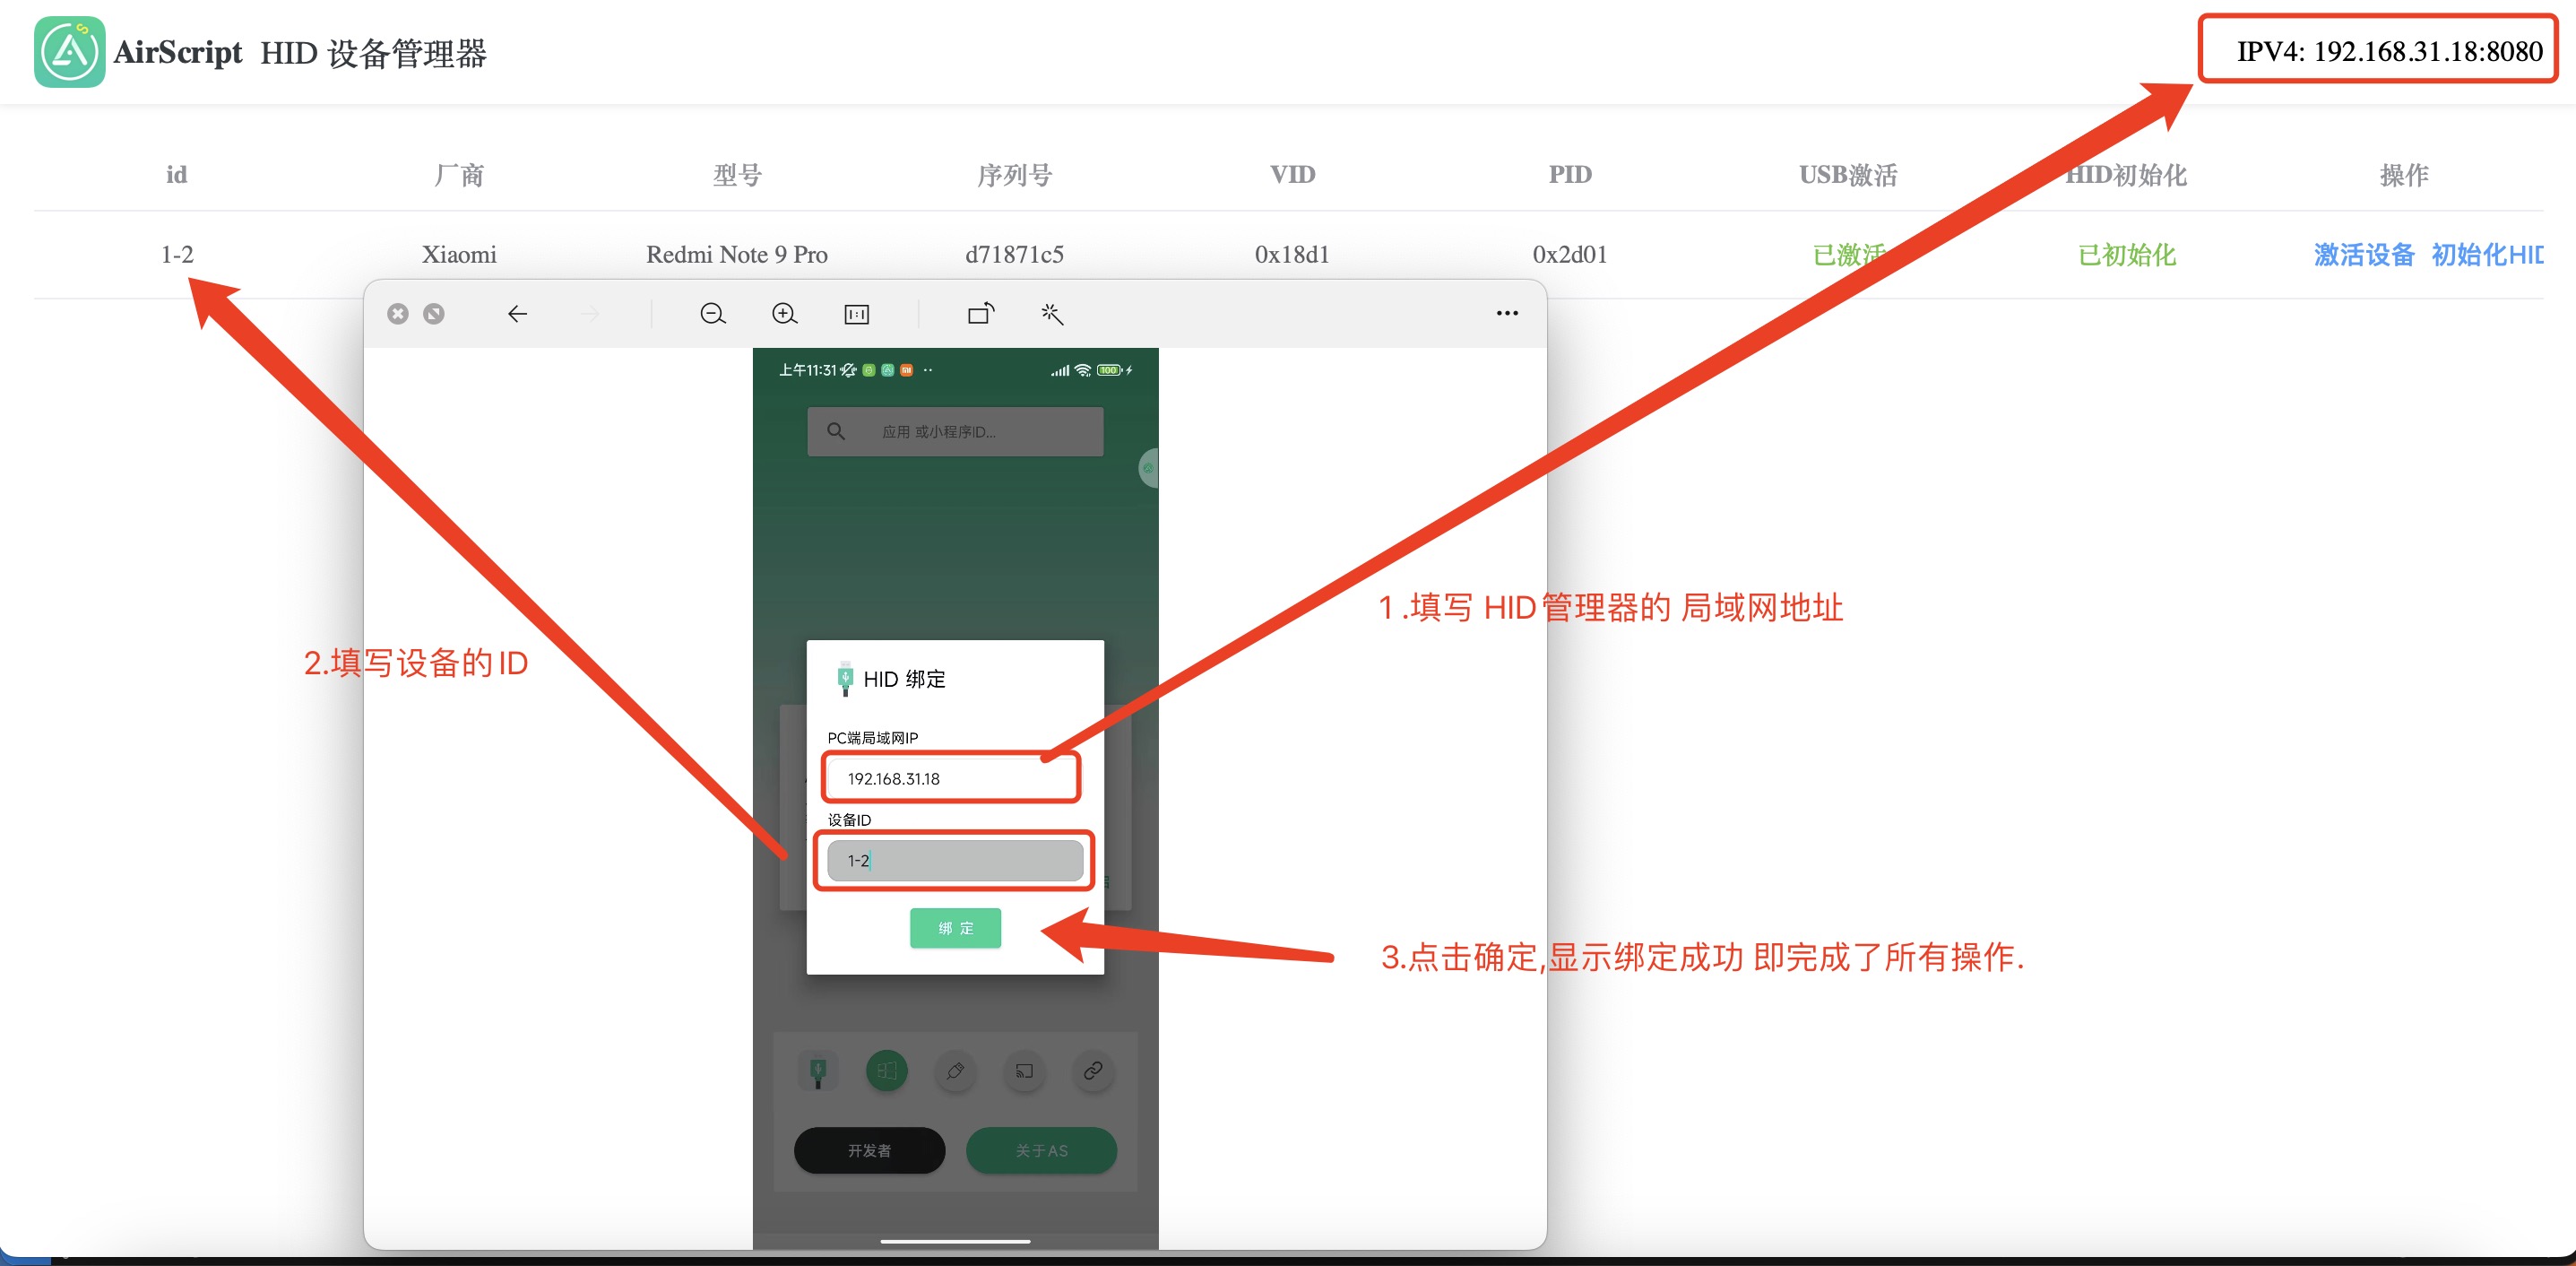 AirScript HID 设备管理器
IPV4: 192.168.31.18:8080
id 厂商 型号 序列号 VID PID USB激活 HID初始化 操作
1-2 Xiaomi Redmi Note 9 Pro d71871c5 0x18d1 0x2d01 已激活 已初始化 激活设备 初始化HID
上午11:31
100
应用 或小程序ID...
1.填写 HID管理器的 局域网地址
2.填写设备的ID
HID 绑定
PC端局域网IP
192.168.31.18
设备ID
1-2
绑 定
3.点击确定,显示绑定成功 即完成了所有操作.
开发者
关于AS